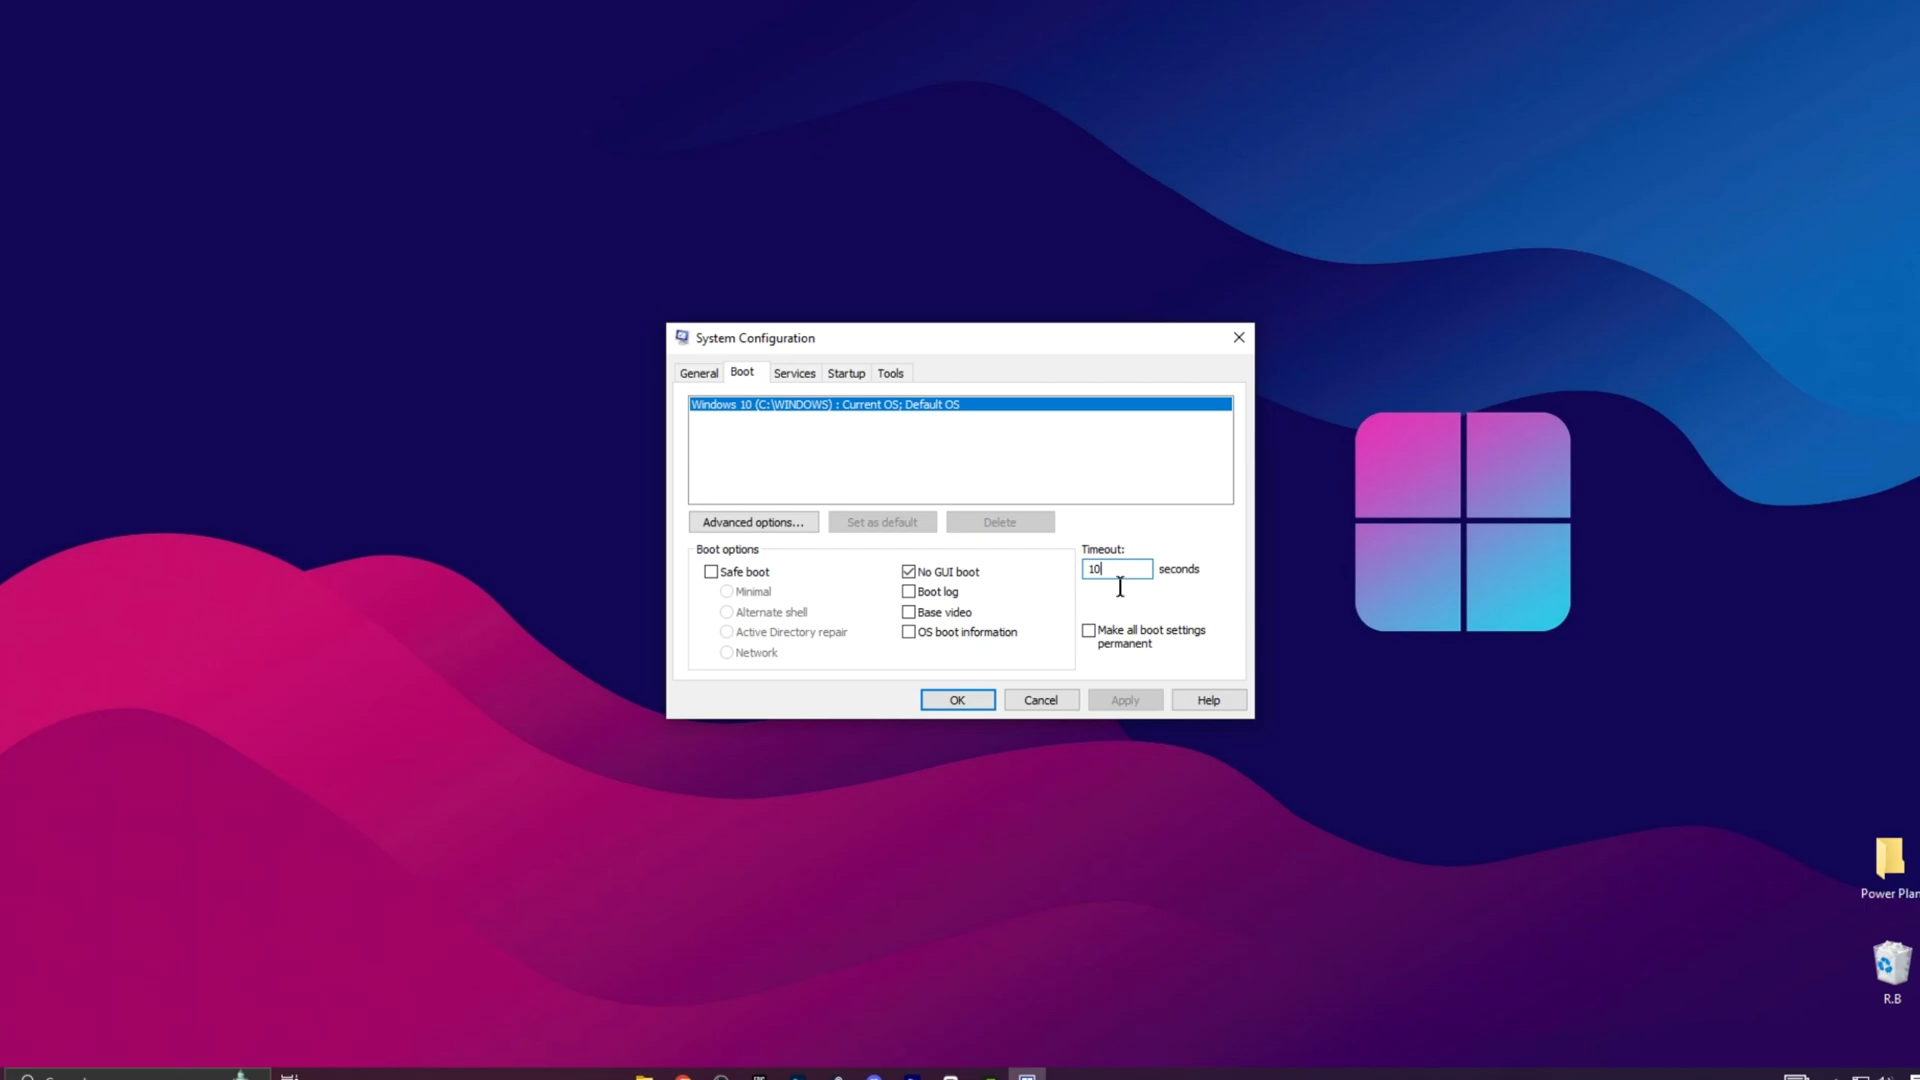 System Configuration
General Boot Services Startup Tools
Windows 10 (C:\WINDOWS) : Current OS; Default OS
Advanced options... Set as default Delete
Boot options
Timeout:
Safe boot
No GUI boot
10 seconds
Minimal
Boot log
Alternate shell
Base video
Active Directory repair
OS boot information
Make all boot settings
permanent
Network
OK Cancel Apply Help
Power Plan
R.B